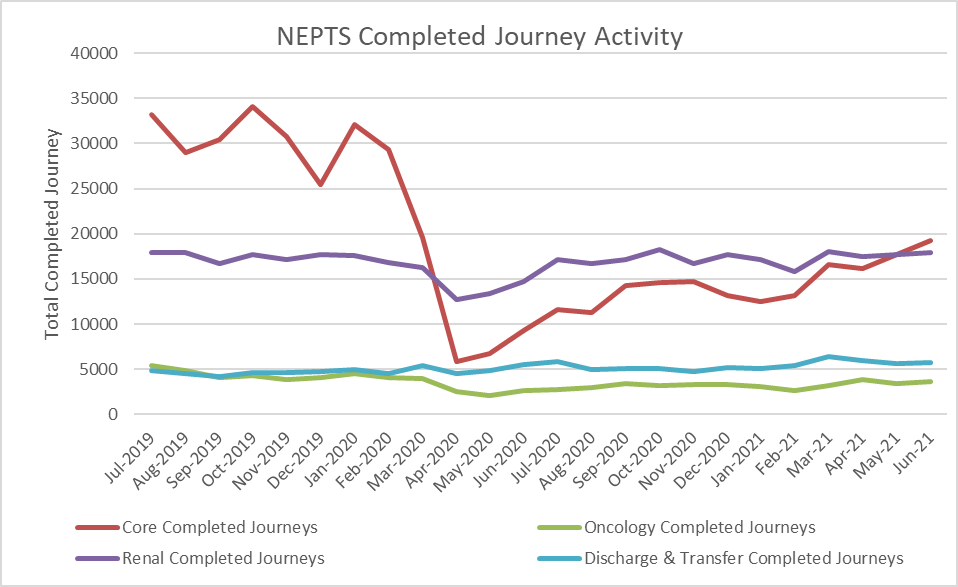 NEPTS Completed Journey Activity
Total Completed Journey
40000
35000
30000
25000
20000
15000
10000
5000
0
Jul-2019
Aug-2019
Sep-2019
Oct-2019
Nov-2019
Dec-2019
Jan-2020
Feb-2020
Mar-2020
Apr-2020
May-2020
Jun-2020
Jul-2020
Aug-2020
Sep-2020
Oct-2020
Nov-2020
Dec-2020
Jan-2021
Feb-21
Mar-21
Apr-21
May-21
Jun-21
Core Completed Journeys
Oncology Completed Journeys
Renal Completed Journeys
Discharge & Transfer Completed Journeys